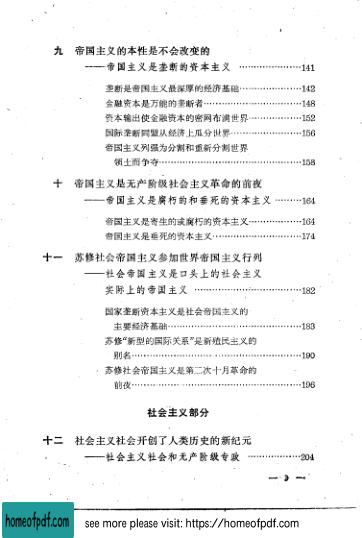 九 帝国主义的本性是不会改变的
——帝国主义是垄断的资本主义 ……………………141
垄断是帝国主义最深厚的经济基础……………………142
金融资本是万能的垄断者………………………………148
资本输出使金融资本的密网布满世界…………………152
国际垄断同盟从经济上瓜分世界………………………156
帝国主义列强为分割和重新分割世界
领土而争夺………………………………………………158
十 帝国主义是无产阶级社会主义革命的前夜
——帝国主义是腐朽的和垂死的资本主义 …………164
帝国主义是寄生的或腐朽的资本主义…………………164
帝国主义是垂死的资本主义……………………………174
十一 苏修社会帝国主义参加世界帝国主义行列
——社会帝国主义是口头上的社会主义
实际上的帝国主义 ……………………………………182
国家垄断资本主义是社会帝国主义的
主要经济基础……………………………………………183
苏修“新型的国际关系”是新殖民主义的
别名………………………………………………………190
苏修社会帝国主义是第二次十月革命的
前夜………………………………………………………196
社会主义部分
十二 社会主义社会开创了人类历史的新纪元
——社会主义社会和无产阶级专政 …………………204
— 3 —
homeofpdf.com
see more please visit: https://homeofpdf.com